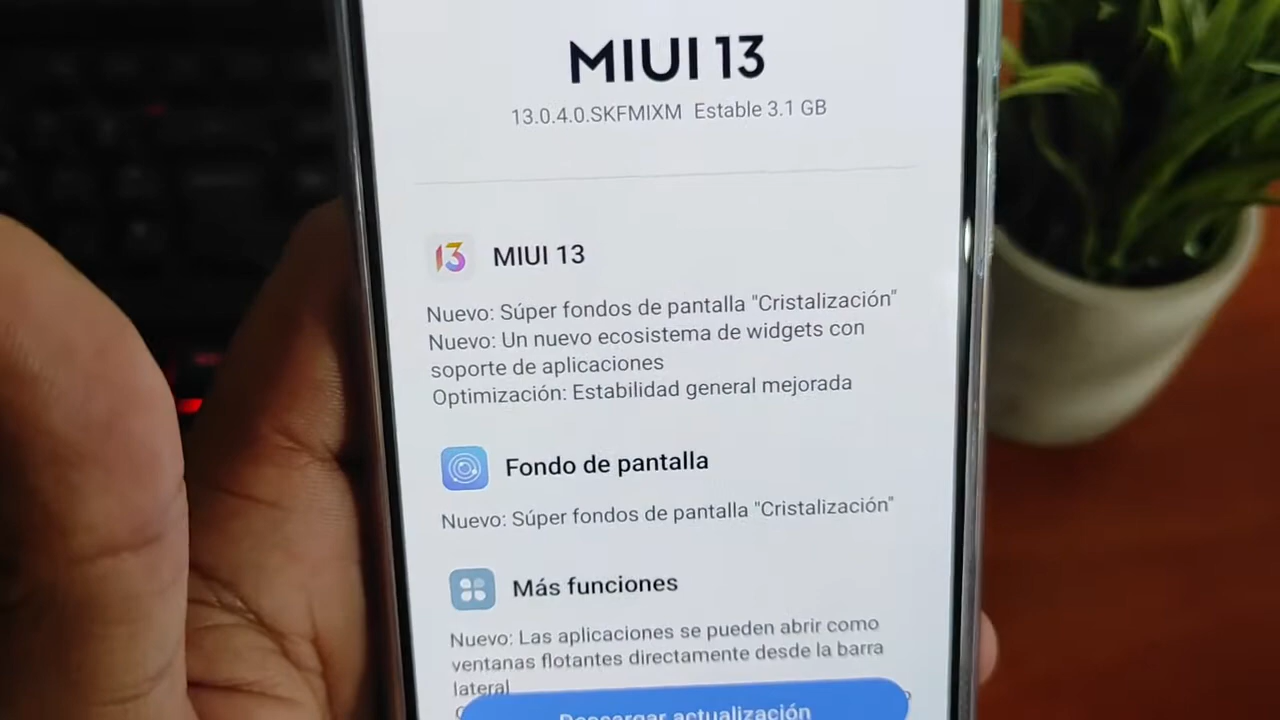 MIUI 13
13.0.4.0.SKFMIXM Estable 3.1 GB
13 MIUI 13
Nuevo: Súper fondos de pantalla "Cristalización"
Nuevo: Un nuevo ecosistema de widgets con
soporte de aplicaciones
Optimización: Estabilidad general mejorada
Fondo de pantalla
Nuevo: Súper fondos de pantalla "Cristalización"
Más funciones
Nuevo: Las aplicaciones se pueden abrir como
ventanas flotantes directamente desde la barra
lateral
Descargar actualización